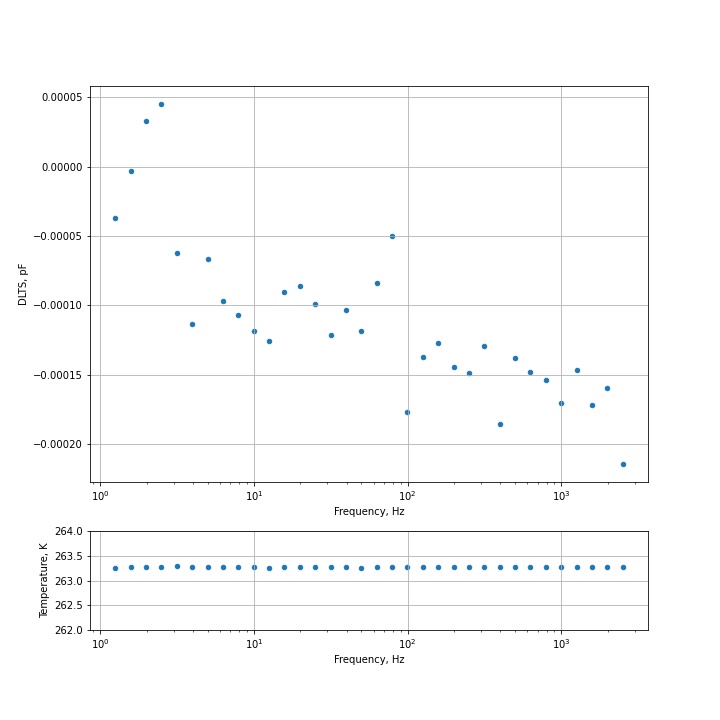 0.00005
0.00000
−0.00005
−0.00010
−0.00015
−0.00020
DLTS, pF
10⁰ 10¹ 10² 10³
Frequency, Hz
264.0
263.5
263.0
262.5
262.0
Temperature, K
10⁰ 10¹ 10² 10³
Frequency, Hz